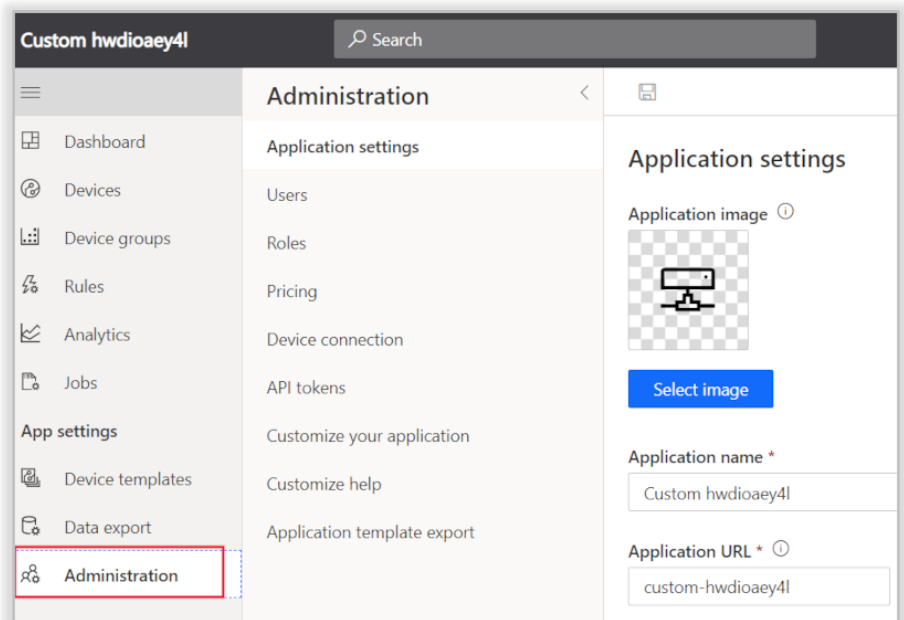 Custom hwdioaey4l
Search
Dashboard
Devices
Device groups
Rules
Analytics
Jobs
App settings
Device templates
Data export
Administration
Administration
Application settings
Users
Roles
Pricing
Device connection
API tokens
Customize your application
Customize help
Application template export
Application settings
Application image
Select image
Application name *
Custom hwdioaey4l
Application URL *
custom-hwdioaey4l